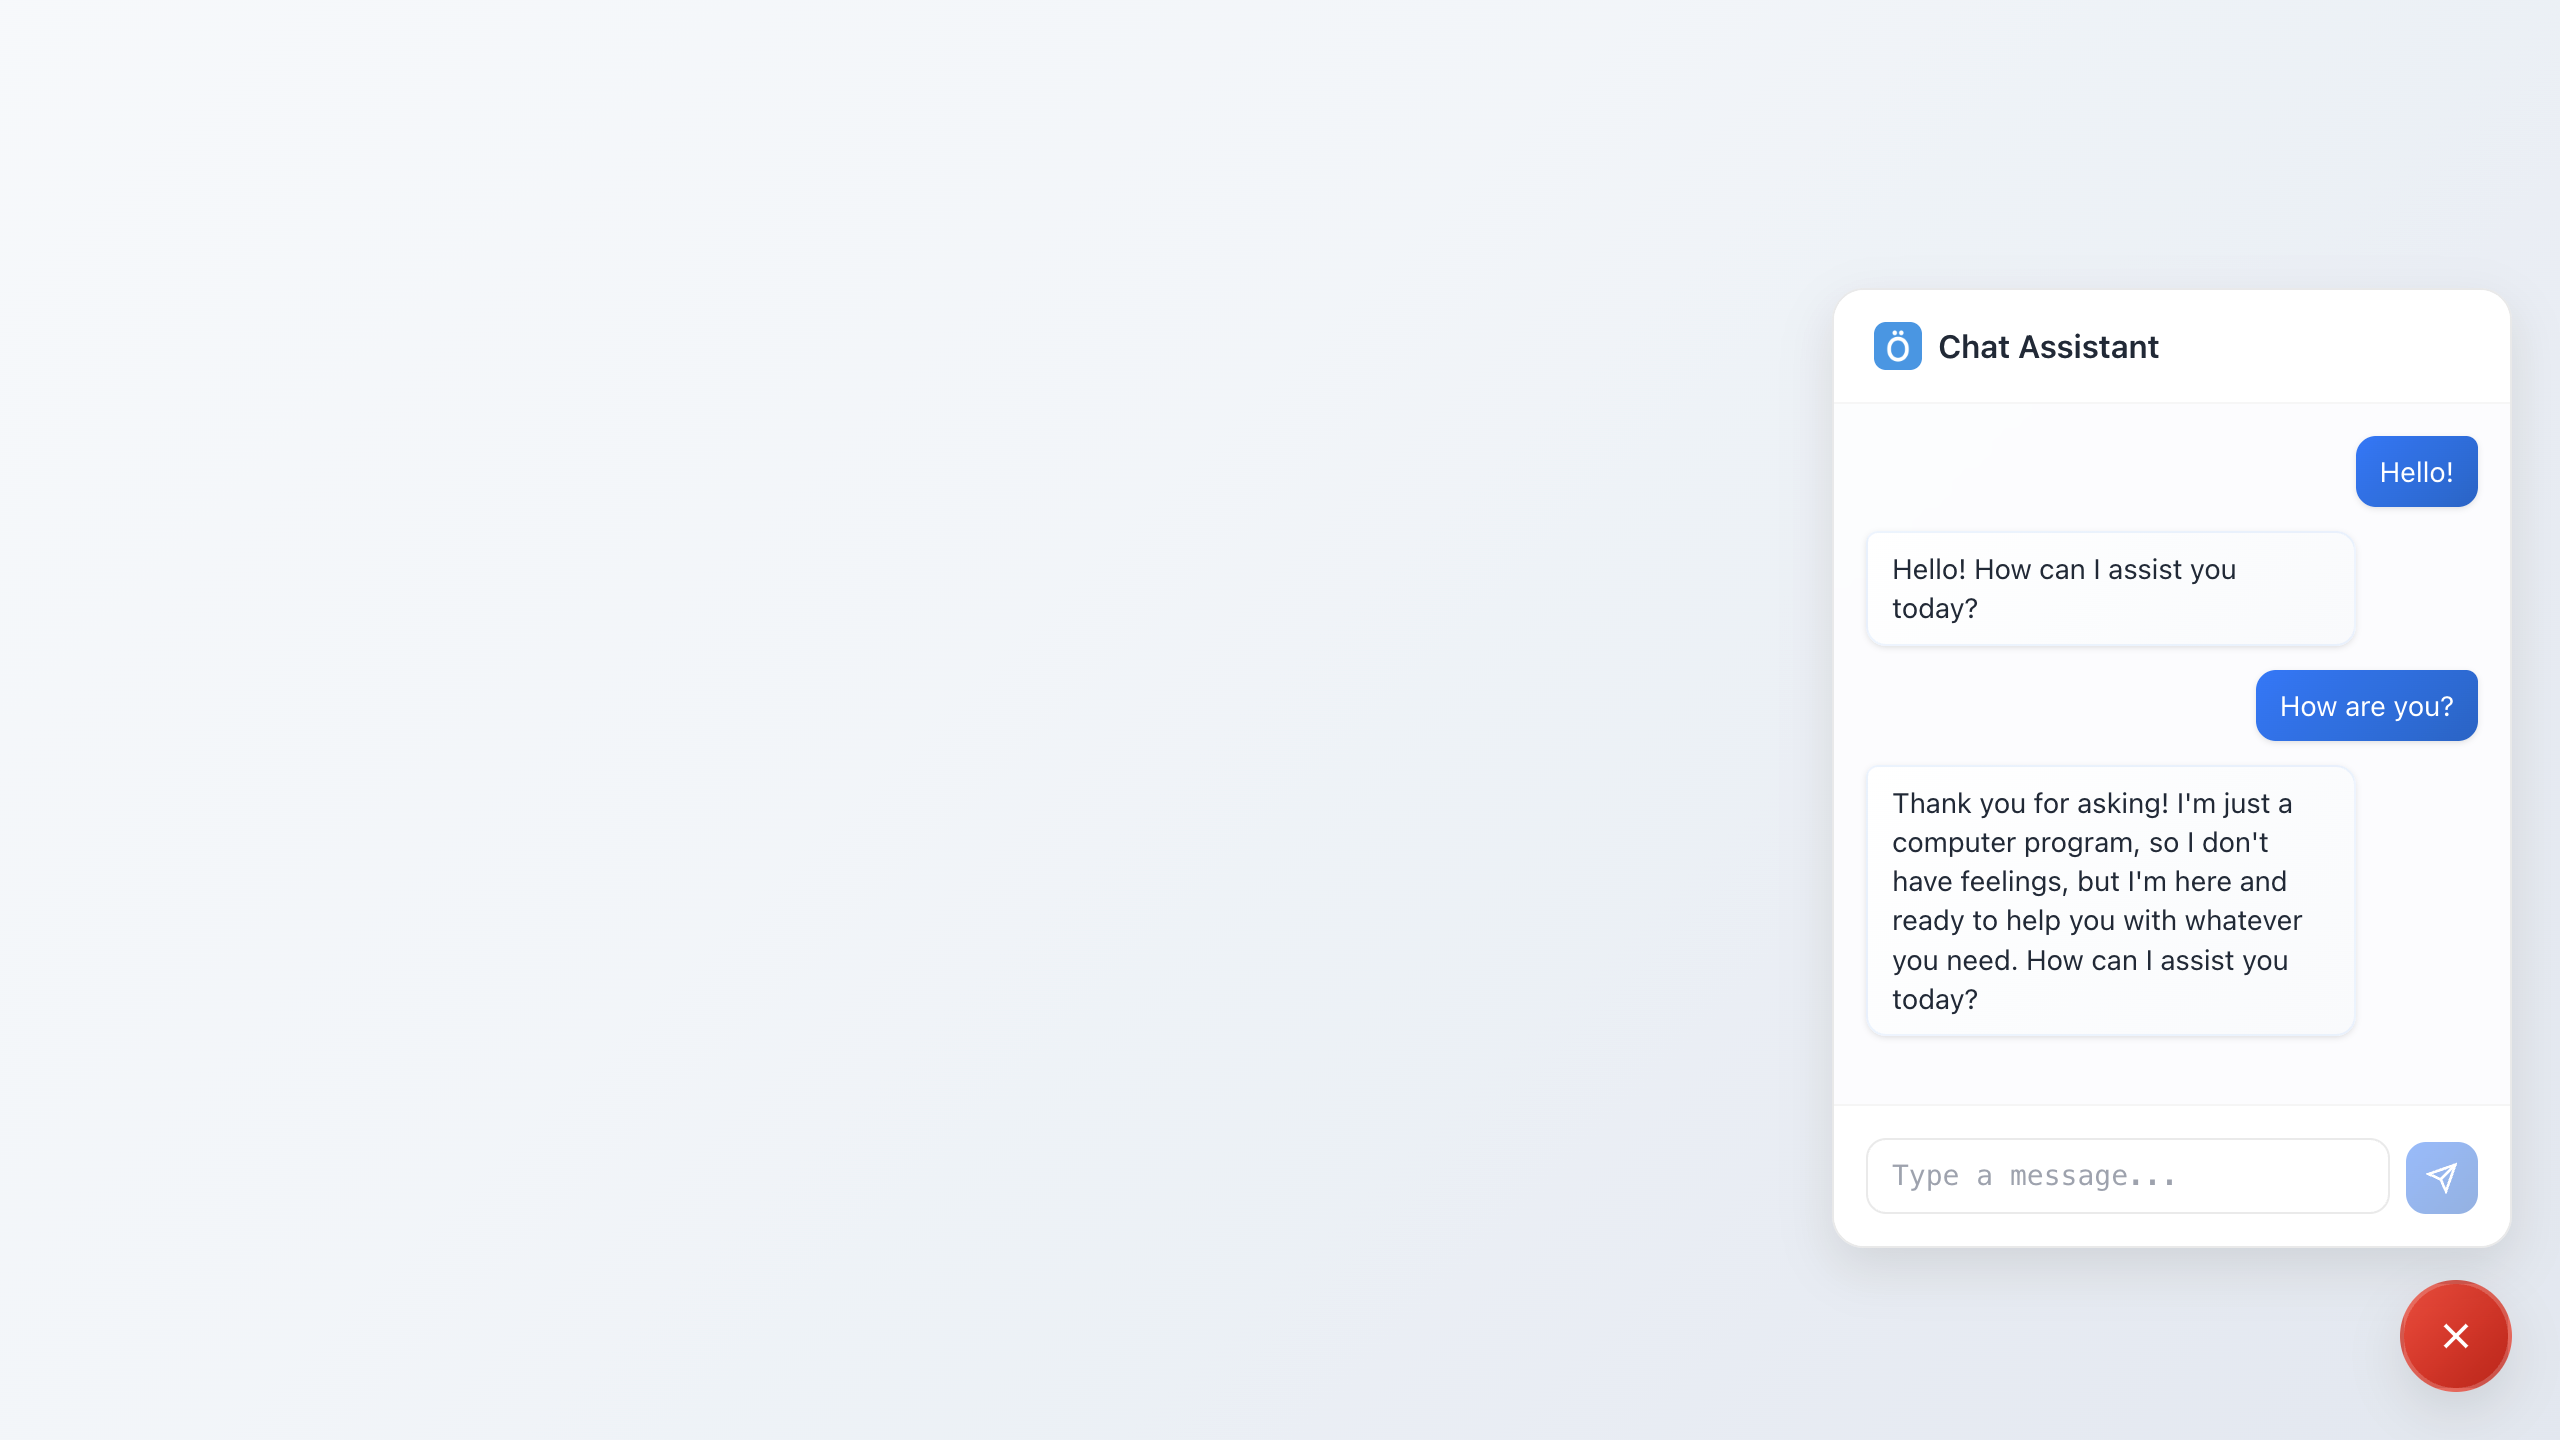 Ö Chat Assistant
Hello!
Hello! How can I assist you
today?
How are you?
Thank you for asking! I'm just a
computer program, so I don't
have feelings, but I'm here and
ready to help you with whatever
you need. How can I assist you
today?
Type a message...